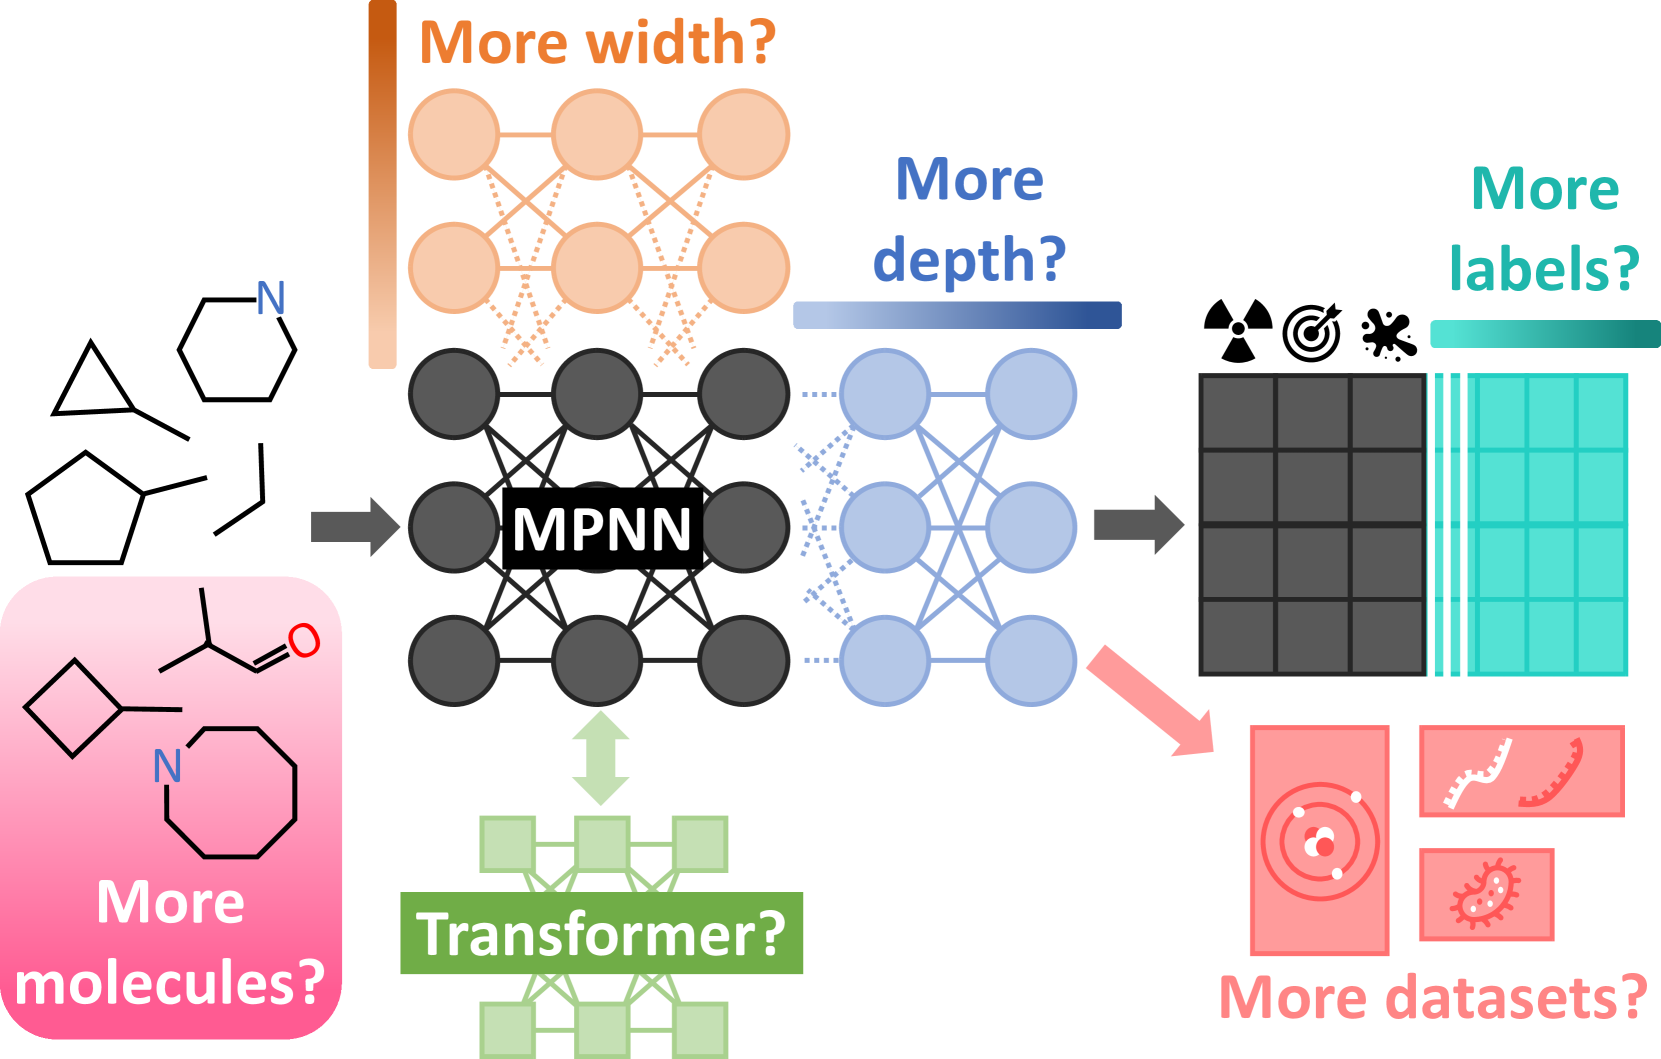 More width?
More
depth?
More
labels?
N
MPNN
O
N
More
molecules?
Transformer?
More datasets?